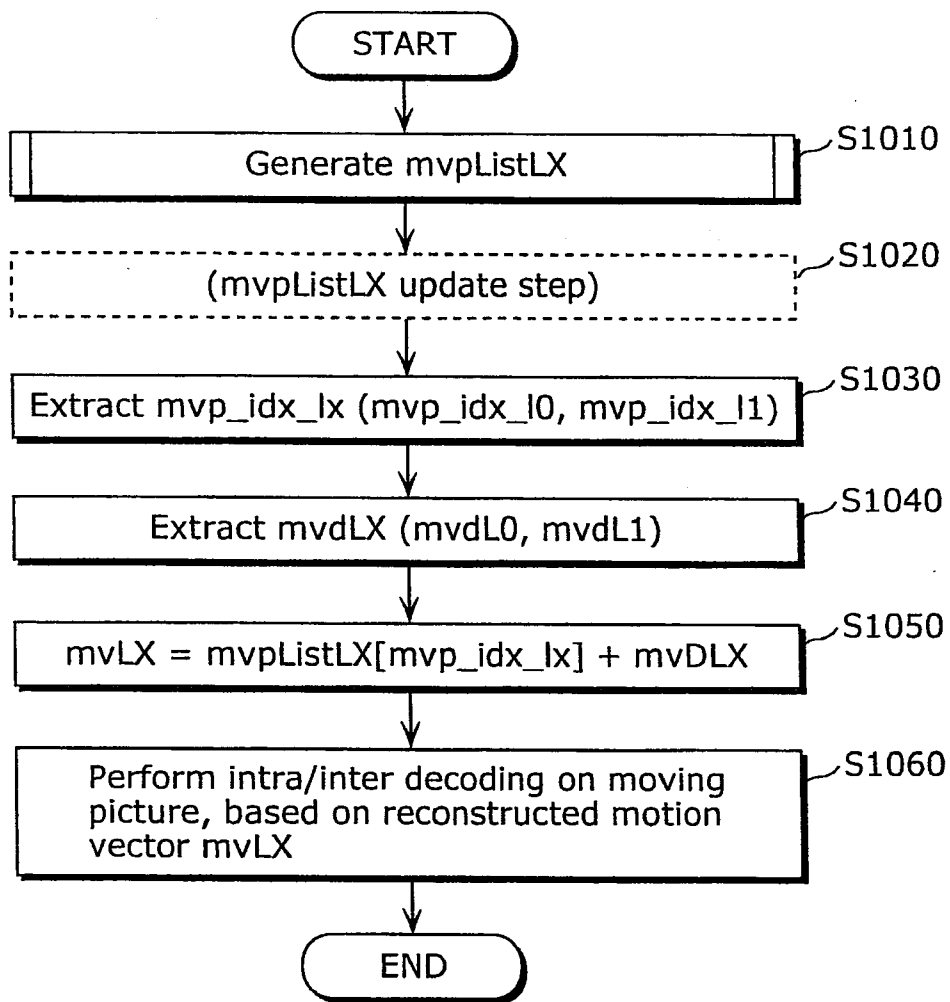 START
Generate mvpListLX
S1010
(mvpListLX update step)
S1020
Extract mvp_idx_lx (mvp_idx_l0, mvp_idx_l1)
S1030
Extract mvdLX (mvdL0, mvdL1)
S1040
mvLX = mvpListLX[mvp_idx_lx] + mvDLX
S1050
Perform intra/inter decoding on moving
picture, based on reconstructed motion
vector mvLX
S1060
END